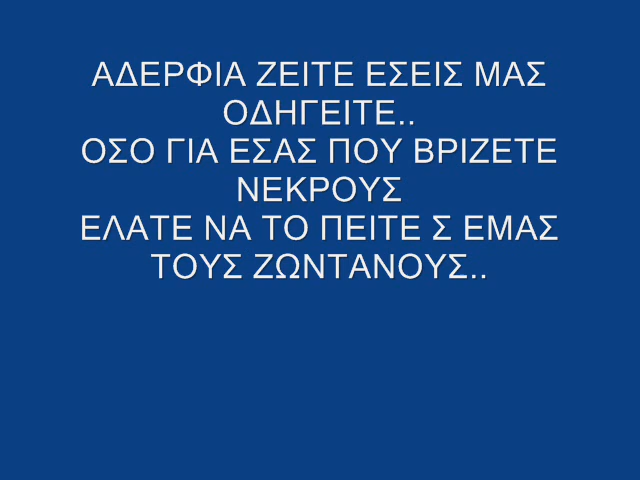 ΑΔΕΡΦΙΑ ΖΕΙΤΕ ΕΣΕΙΣ ΜΑΣ
ΟΔΗΓΕΙΤΕ..
ΟΣΟ ΓΙΑ ΕΣΑΣ ΠΟΥ ΒΡΙΖΕΤΕ
ΝΕΚΡΟΥΣ
ΕΛΑΤΕ ΝΑ ΤΟ ΠΕΙΤΕ Σ ΕΜΑΣ
ΤΟΥΣ ΖΩΝΤΑΝΟΥΣ..